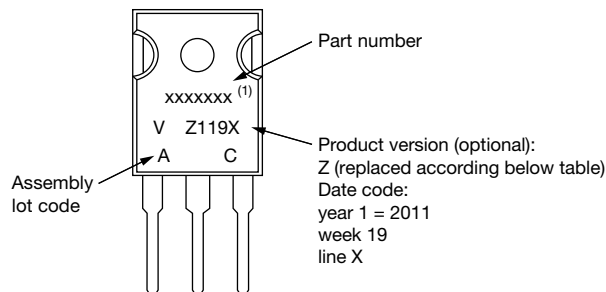 Part number
xxxxxxx (1)
V Z119X
A C
Assembly
lot code
Product version (optional):
Z (replaced according below table)
Date code:
year 1 = 2011
week 19
line X